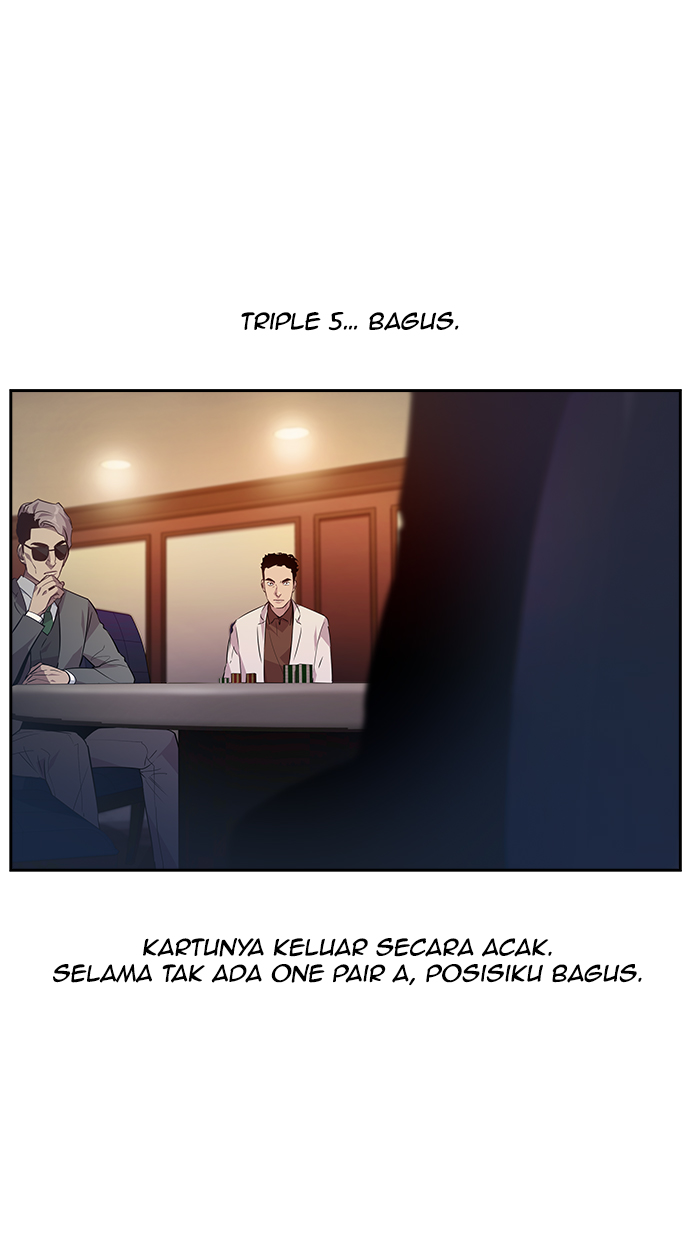 TRIPLE 5... BAGUS.
KARTUNYA KELUAR SECARA ACAK.
SELAMA TAK ADA ONE PAIR A, POSISIKU BAGUS.